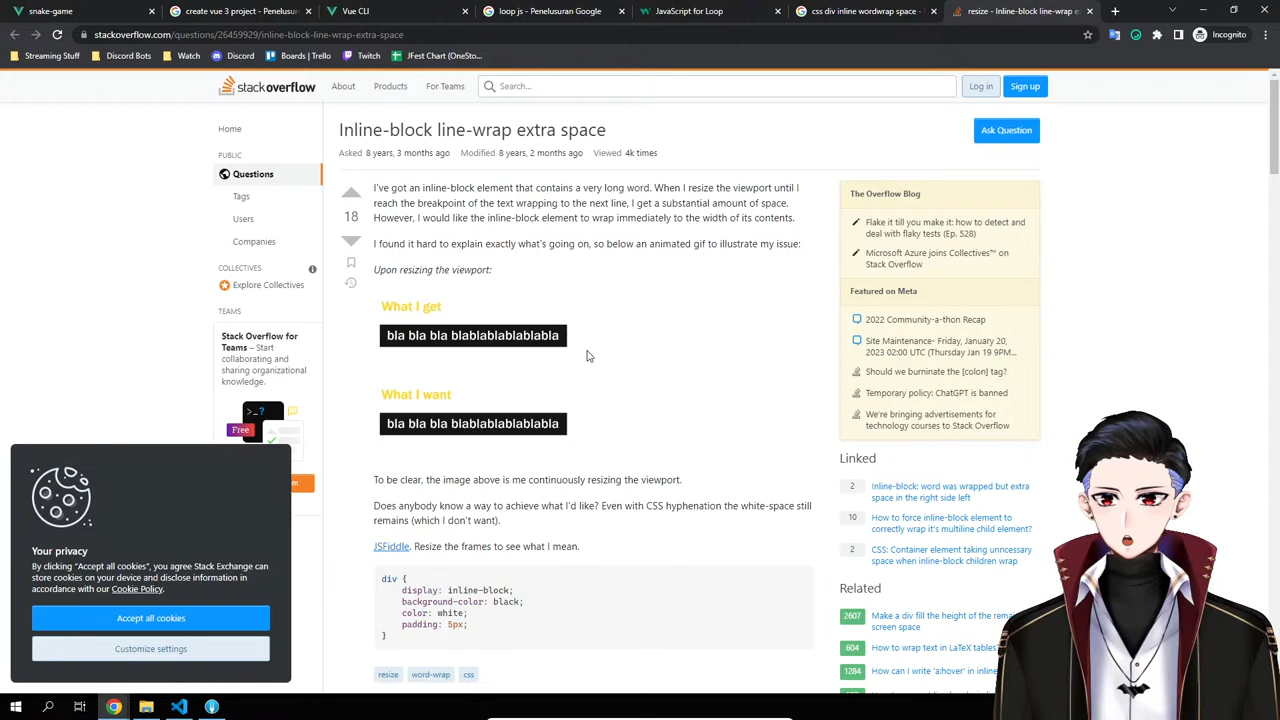 snake-game
create vue 3 project - Penelusuran
Vue CLI
loop js - Penelusuran Google
JavaScript for Loop
css div inline wordwrap space -
resize - Inline-block line-wrap ex
stackoverflow.com/questions/26459929/inline-block-line-wrap-extra-space
Incognito
Streaming Stuff
Discord Bots
Watch
Discord
Boards | Trello
Twitch
JFest Chart (OneSto...
stackoverflow
About
Products
For Teams
Search...
Log in
Sign up
Home
PUBLIC
Questions
Tags
Users
Companies
COLLECTIVES
Explore Collectives
TEAMS
Stack Overflow for
Teams – Start
collaborating and
sharing organizational
knowledge.
Free
Inline-block line-wrap extra space
Ask Question
Asked 8 years, 3 months ago Modified 8 years, 2 months ago Viewed 4k times
18
I've got an inline-block element that contains a very long word. When I resize the viewport until I
reach the breakpoint of the text wrapping to the next line, I get a substantial amount of space.
However, I would like the inline-block element to wrap immediately to the width of its contents.
I found it hard to explain exactly what's going on, so below an animated gif to illustrate my issue:
Upon resizing the viewport:
What I get
bla bla bla blablablablablabla
What I want
bla bla bla blablablablablabla
To be clear, the image above is me continuously resizing the viewport.
Does anybody know a way to achieve what I'd like? Even with CSS hyphenation the white-space still
remains (which I don't want).
JSFiddle. Resize the frames to see what I mean.
div {
display: inline-block;
background-color: black;
color: white;
padding: 5px;
}
resize
word-wrap
css
The Overflow Blog
Flake it till you make it: how to detect and
deal with flaky tests (Ep. 528)
Microsoft Azure joins Collectives™ on
Stack Overflow
Featured on Meta
2022 Community-a-thon Recap
Site Maintenance- Friday, January 20,
2023 02:00 UTC (Thursday Jan 19 9PM...
Should we burninate the [colon] tag?
Temporary policy: ChatGPT is banned
We're bringing advertisements for
technology courses to Stack Overflow
Linked
2 Inline-block: word was wrapped but extra
space in the right side left
10 How to force inline-block element to
correctly wrap it's multiline child element?
2 CSS: Container element taking unncessary
space when inline-block children wrap
Related
2607 Make a div fill the height of the
screen space
604 How to wrap text in LaTeX tables
1284 How can I write 'a:hover' in inline
Your privacy
By clicking "Accept all cookies", you agree Stack Exchange can
store cookies on your device and disclose information in
accordance with our Cookie Policy.
Accept all cookies
Customize settings